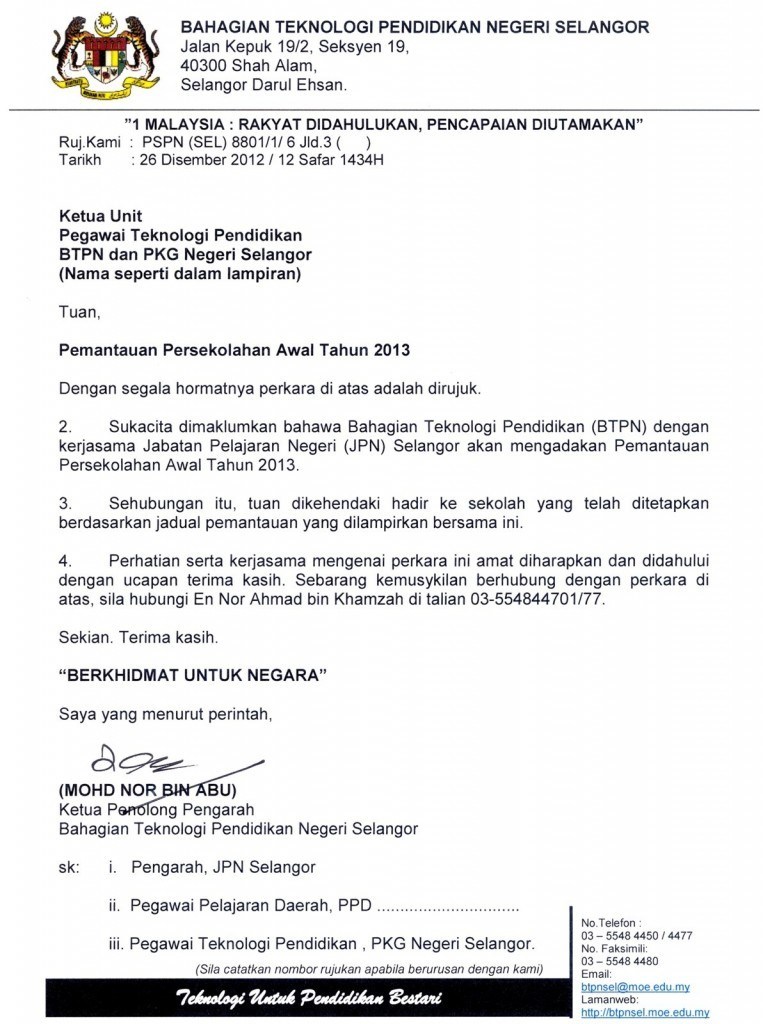 BAHAGIAN TEKNOLOGI PENDIDIKAN NEGERI SELANGOR
Jalan Kepuk 19/2, Seksyen 19,
40300 Shah Alam,
Selangor Darul Ehsan.
"1 MALAYSIA : RAKYAT DIDAHULUKAN, PENCAPAIAN DIUTAMAKAN"
Ruj.Kami : PSPN (SEL) 8801/1/ 6 Jld.3 ( )
Tarikh : 26 Disember 2012 / 12 Safar 1434H
Ketua Unit
Pegawai Teknologi Pendidikan
BTPN dan PKG Negeri Selangor
(Nama seperti dalam lampiran)
Tuan,
Pemantauan Persekolahan Awal Tahun 2013
Dengan segala hormatnya perkara di atas adalah dirujuk.
2. Sukacita dimaklumkan bahawa Bahagian Teknologi Pendidikan (BTPN) dengan
kerjasama Jabatan Pelajaran Negeri (JPN) Selangor akan mengadakan Pemantauan
Persekolahan Awal Tahun 2013.
3. Sehubungan itu, tuan dikehendaki hadir ke sekolah yang telah ditetapkan
berdasarkan jadual pemantauan yang dilampirkan bersama ini.
4. Perhatian serta kerjasama mengenai perkara ini amat diharapkan dan didahului
dengan ucapan terima kasih. Sebarang kemusykilan berhubung dengan perkara di
atas, sila hubungi En Nor Ahmad bin Khamzah di talian 03-554844701/77.
Sekian. Terima kasih.
"BERKHIDMAT UNTUK NEGARA"
Saya yang menurut perintah,
(MOHD NOR BIN ABU)
Ketua Penolong Pengarah
Bahagian Teknologi Pendidikan Negeri Selangor
sk: i. Pengarah, JPN Selangor
ii. Pegawai Pelajaran Daerah, PPD ..............................
iii. Pegawai Teknologi Pendidikan , PKG Negeri Selangor.
(Sila catatkan nombor rujukan apabila berurusan dengan kami)
Teknologi Untuk Pendidikan Bestari
No.Telefon :
03 – 5548 4450 / 4477
No. Faksimili:
03 – 5548 4480
Email:
btpnsel@moe.edu.my
Lamanweb:
http://btpnsel.moe.edu.my